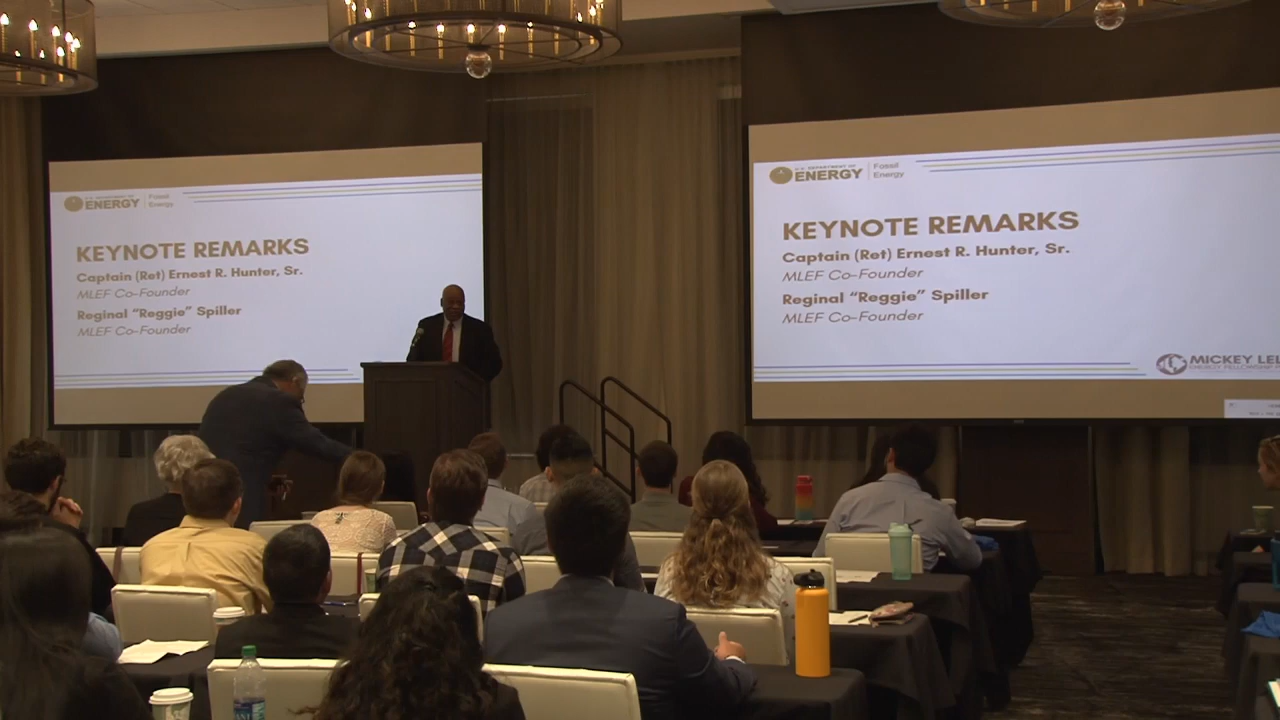 U.S. DEPARTMENT OF
ENERGY
Fossil
Energy
KEYNOTE REMARKS
Captain (Ret) Ernest R. Hunter, Sr.
MLEF Co-Founder
Reginal “Reggie” Spiller
MLEF Co-Founder
U.S. DEPARTMENT OF
ENERGY
Fossil
Energy
KEYNOTE REMARKS
Captain (Ret) Ernest R. Hunter, Sr.
MLEF Co-Founder
Reginal “Reggie” Spiller
MLEF Co-Founder
MICKEY LEL
ENERGY FELLOWSHIP